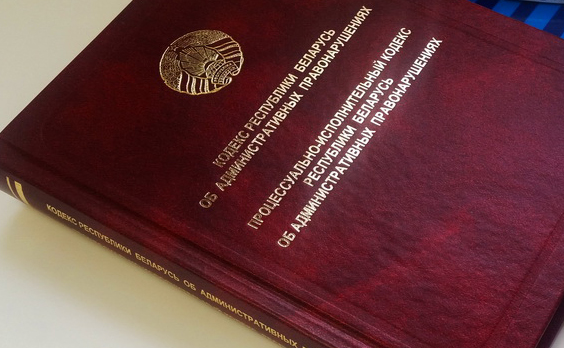 КОДЕКС РЕСПУБЛИКИ БЕЛАРУСЬ
ОБ АДМИНИСТРАТИВНЫХ ПРАВОНАРУШЕНИЯХ
ПРОЦЕССУАЛЬНО-ИСПОЛНИТЕЛЬНЫЙ КОДЕКС
РЕСПУБЛИКИ БЕЛАРУСЬ
ОБ АДМИНИСТРАТИВНЫХ ПРАВОНАРУШЕНИЯХ
КОДЕКС РЕСПУБЛИКИ БЕЛАРУСЬ ОБ АДМИНИСТРАТИВНЫХ